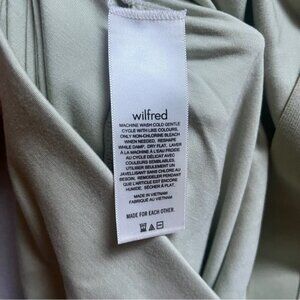 wilfred
MACHINE WASH COLD GENTLE
CYCLE WITH LIKE COLOURS,
ONLY NON-CHLORINE BLEACH
WHEN NEEDED, RESHAPE
WHILE DAMP, DRY FLAT. LAVER
À LA MACHINE À L'EAU FROIDE
AU CYCLE DÉLICAT AVEC
COULEURS SEMBLABLES,
UTILISER UN JAVELLISANT
JAVELLISANT SANS CHLORE AU
BESOIN, REMODELER PENDANT
QUE L'ARTICLE EST ENCORE
HUMIDE, SÉCHER À PLAT.
MADE IN VIETNAM
FABRIQUÉ AU VIETNAM
MADE FOR EACH OTHER.